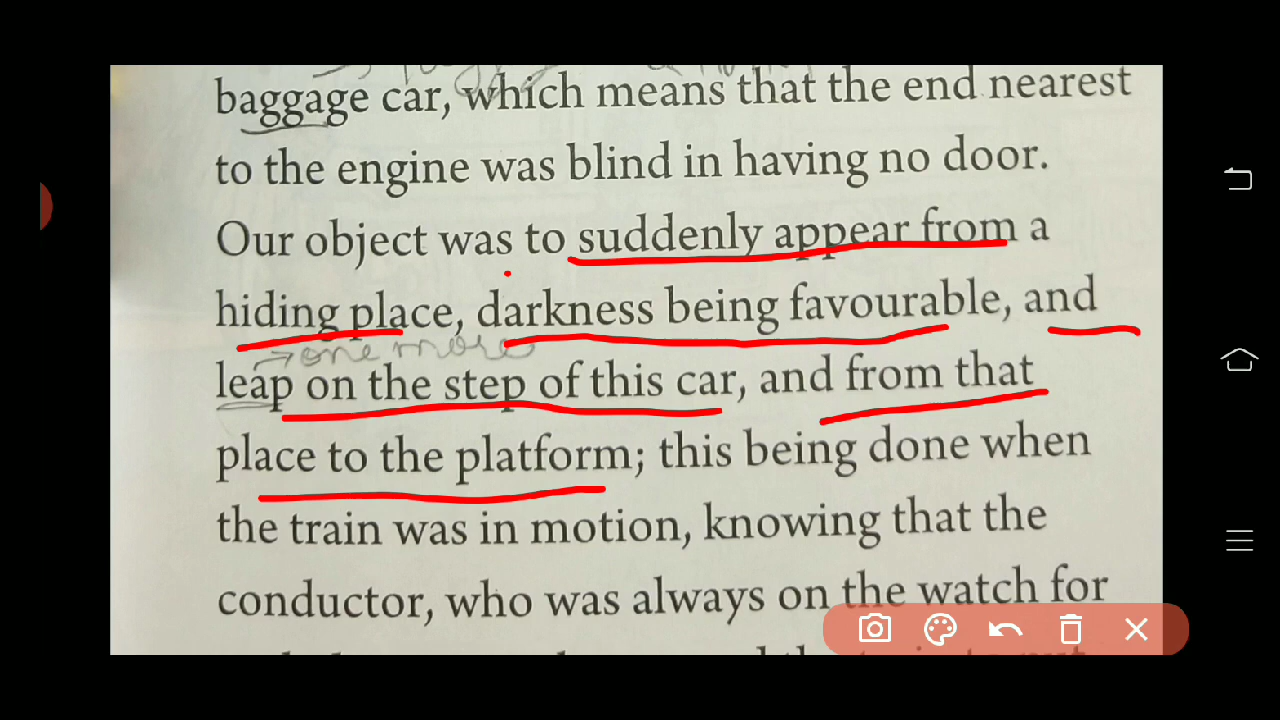 baggage car, which means that the end nearest
to the engine was blind in having no door.
Our object was to suddenly appear from a
hiding place, darkness being favourable, and
one more
leap on the step of this car, and from that
place to the platform; this being done when
the train was in motion, knowing that the
conductor, who was always on the watch for